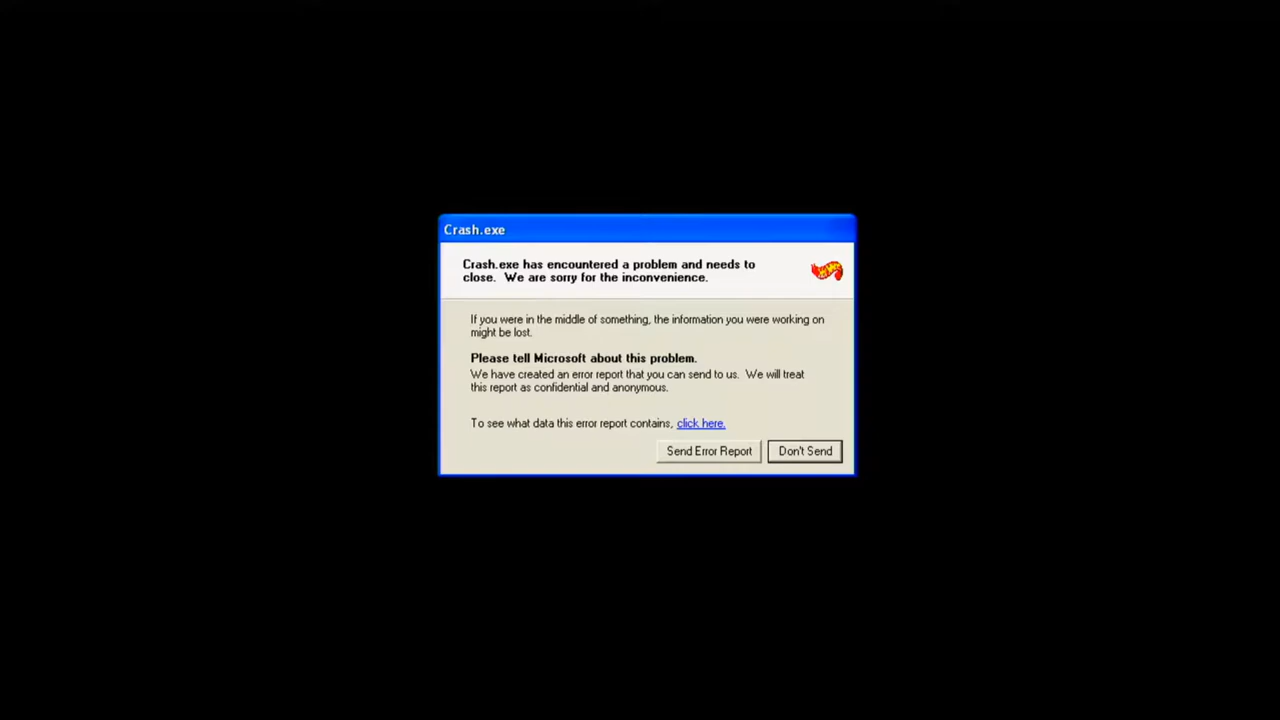 Crash.exe
Crash.exe has encountered a problem and needs to
close.  We are sorry for the inconvenience.
If you were in the middle of something, the information you were working on
might be lost.
Please tell Microsoft about this problem.
We have created an error report that you can send to us.  We will treat
this report as confidential and anonymous.
To see what data this error report contains, click here.
Send Error Report
Don't Send